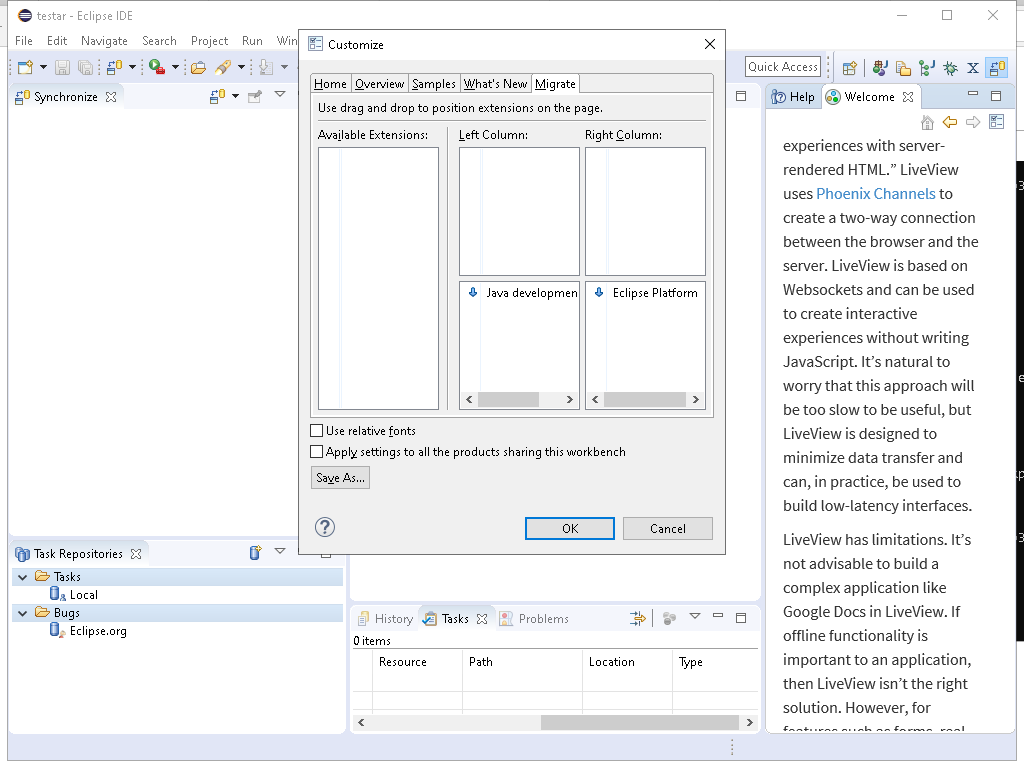 testar - Eclipse IDE
File Edit Navigate Search Project Run Win
Quick Access
Synchronize
Customize
Home Overview Samples What's New Migrate
Use drag and drop to position extensions on the page.
Available Extensions:
Left Column:
Right Column:
Java developmen
Eclipse Platform
Use relative fonts
Apply settings to all the products sharing this workbench
Save As...
OK
Cancel
Help
Welcome
experiences with server-
rendered HTML.” LiveView
uses Phoenix Channels to
create a two-way connection
between the browser and the
server. LiveView is based on
Websockets and can be used
to create interactive
experiences without writing
JavaScript. It’s natural to
worry that this approach will
be too slow to be useful, but
LiveView is designed to
minimize data transfer and
can, in practice, be used to
build low-latency interfaces.
LiveView has limitations. It’s
not advisable to build a
complex application like
Google Docs in LiveView. If
offline functionality is
important to an application,
then LiveView isn’t the right
solution. However, for
features such as forms, real
Task Repositories
Tasks
Local
Bugs
Eclipse.org
History
Tasks
Problems
0 items
Resource Path Location Type